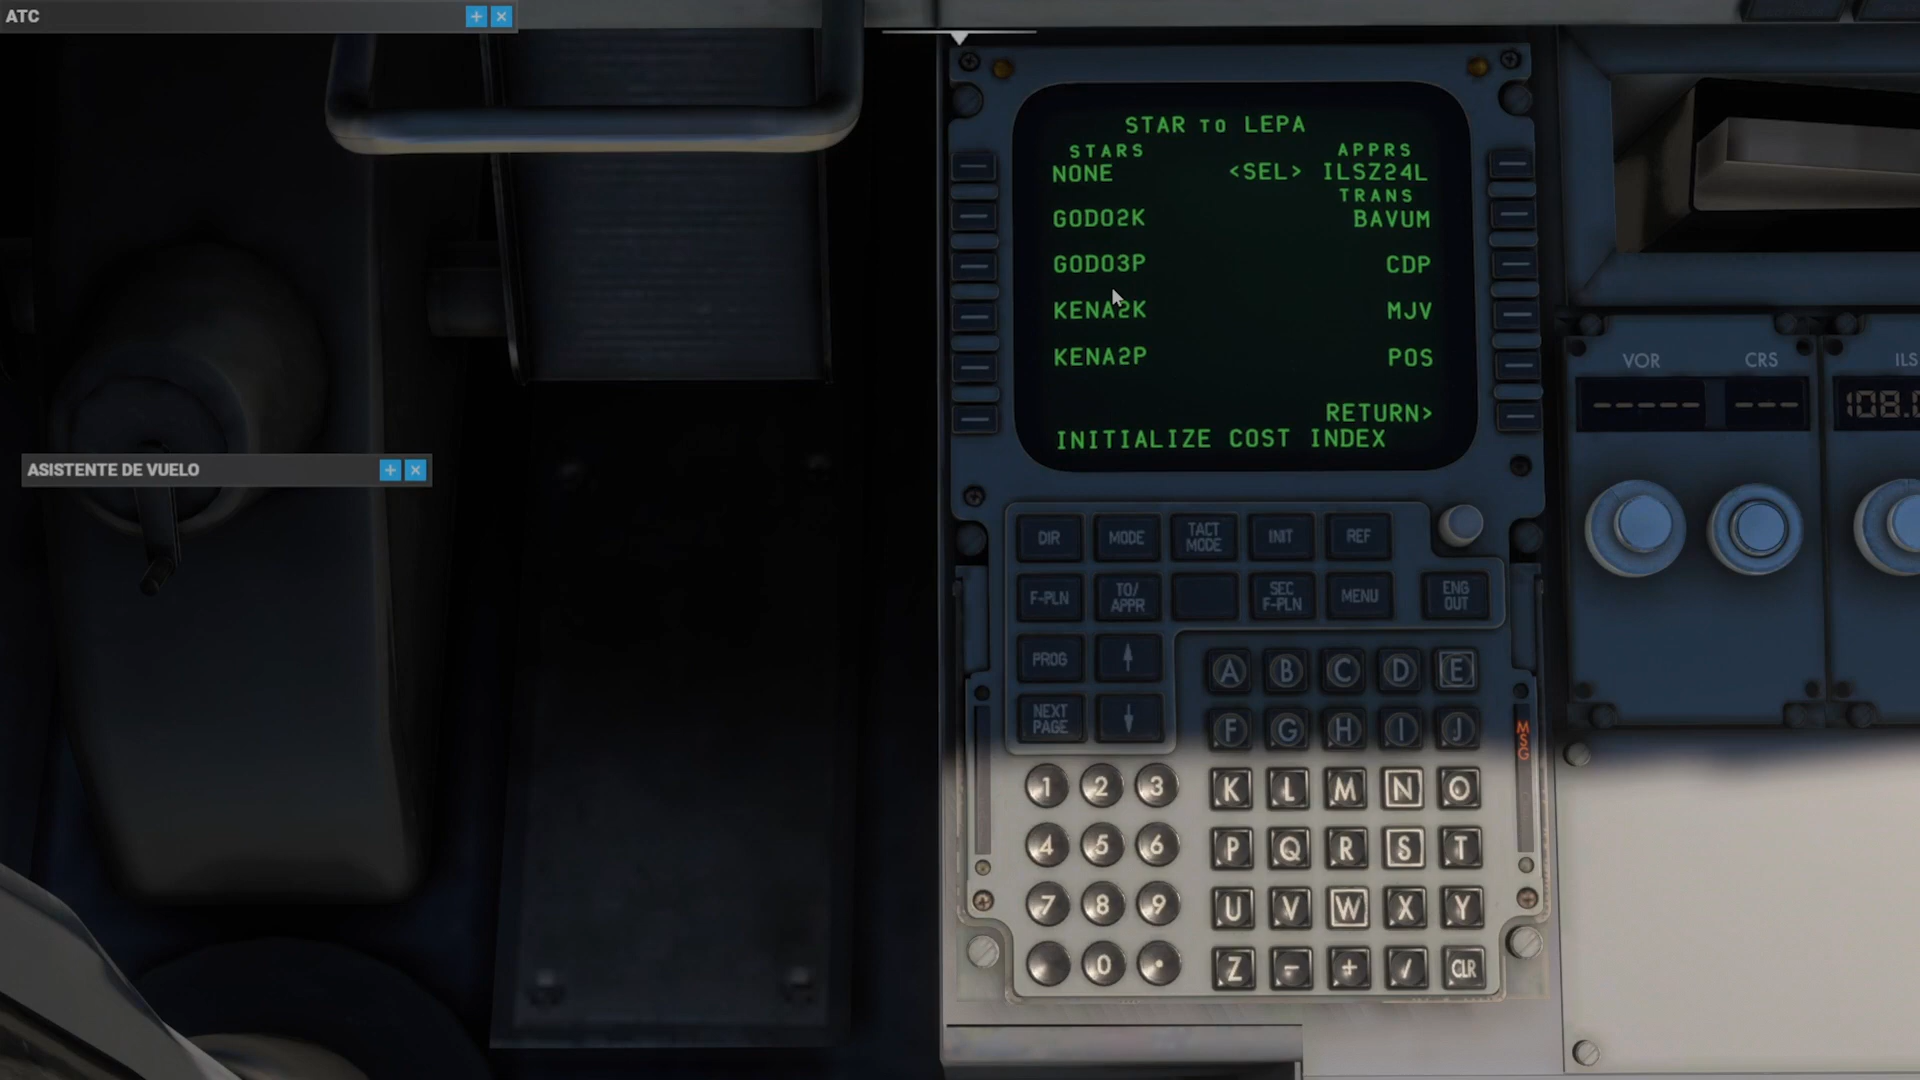 ATC
ASISTENTE DE VUELO
STAR TO LEPA
STARS APPRS
NONE <SEL> ILSZ24L
TRANS
GODO2K BAVUM
GODO3P CDP
KENA2K MJV
KENA2P POS
RETURN>
INITIALIZE COST INDEX
VOR CRS ILS
----- --- 108.0
DIR MODE TACT MODE INIT REF
F-PLN TO/ APPR SEC F-PLN MENU ENG OUT
PROG
NEXT PAGE
A B C D E
F G H I J
MSG
1 2 3 K L M N O
4 5 6 P Q R S T
7 8 9 U V W X Y
0 . Z - + / CLR